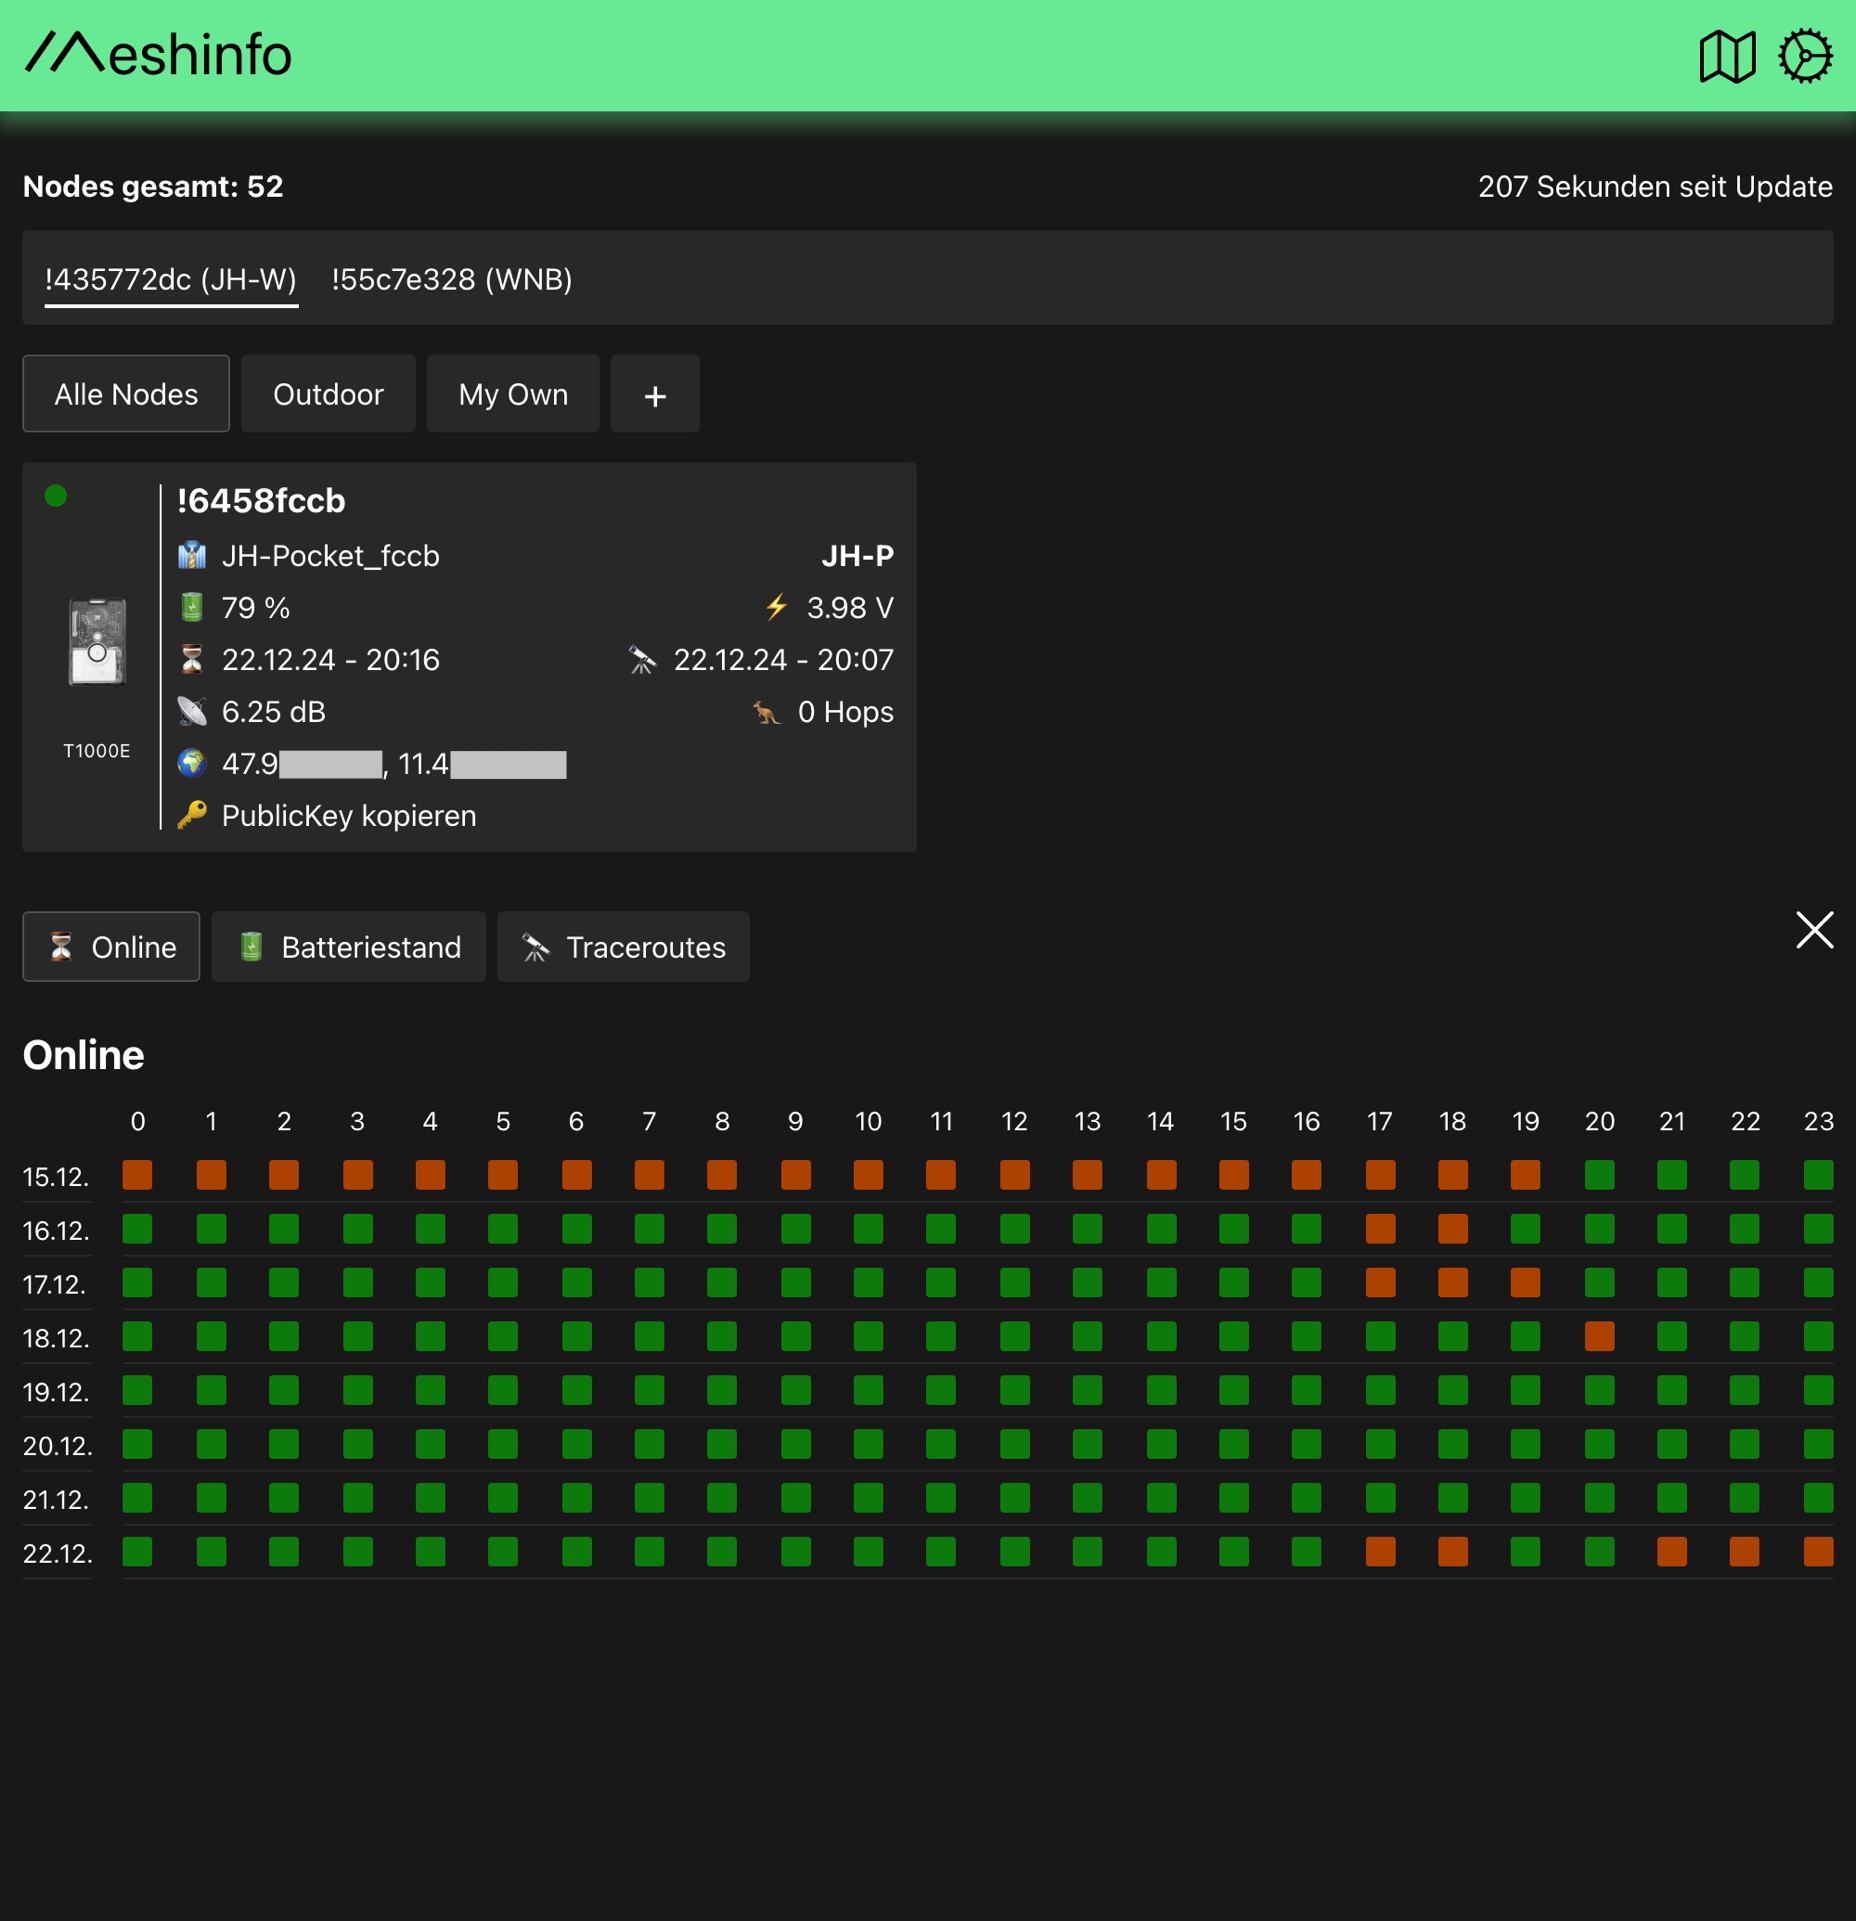 Meshinfo
Nodes gesamt: 52
207 Sekunden seit Update
!435772dc (JH-W) !55c7e328 (WNB)
Alle Nodes Outdoor My Own +
!6458fccb
JH-Pocket_fccb JH-P
79 % 3.98 V
22.12.24 - 20:16 22.12.24 - 20:07
6.25 dB 0 Hops
T1000E
47.9 , 11.4
PublicKey kopieren
Online Batteriestand Traceroutes
Online
0 1 2 3 4 5 6 7 8 9 10 11 12 13 14 15 16 17 18 19 20 21 22 23
15.12.
16.12.
17.12.
18.12.
19.12.
20.12.
21.12.
22.12.